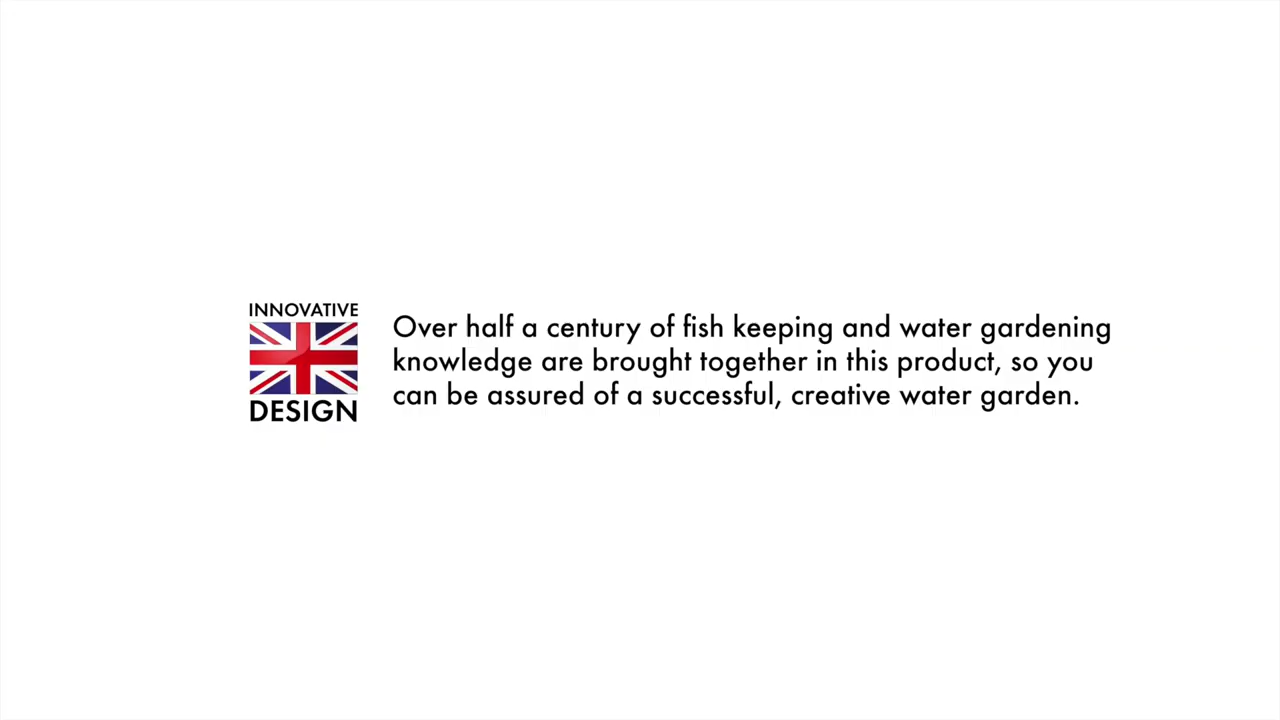 INNOVATIVE
DESIGN
Over half a century of fish keeping and water gardening
knowledge are brought together in this product, so you
can be assured of a successful, creative water garden.